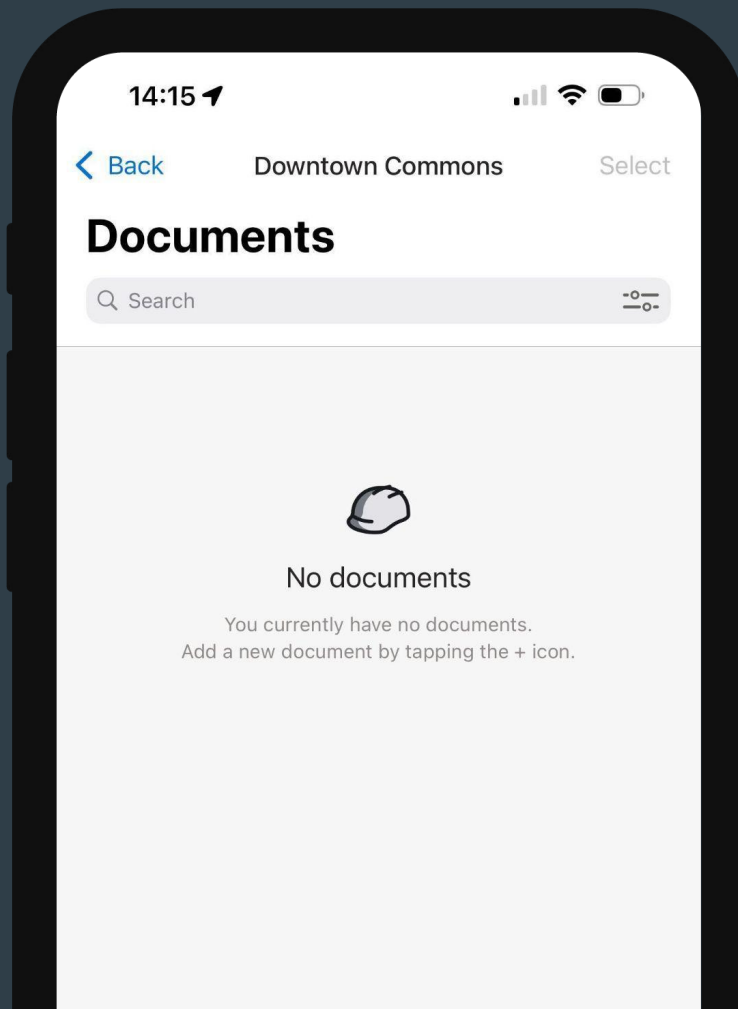 14:15
Back Downtown Commons Select
Documents
Search
No documents
You currently have no documents.
Add a new document by tapping the + icon.